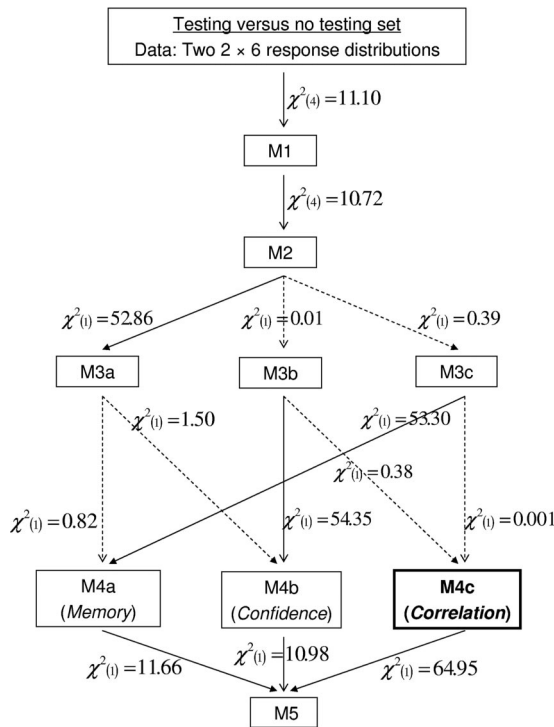 Testing versus no testing set
Data: Two 2 × 6 response distributions
χ²(4) =11.10
M1
χ²(4) =10.72
M2
χ²(1) =52.86
χ²(1) =0.01
χ²(1) =0.39
M3a
M3b
M3c
χ²(1) =1.50
χ²(1) =53.30
χ²(1) =0.38
χ²(1) =0.82
χ²(1) =54.35
χ²(1) =0.001
M4a
(Memory)
M4b
(Confidence)
M4c
(Correlation)
χ²(1) =11.66
χ²(1) =10.98
χ²(1) =64.95
M5